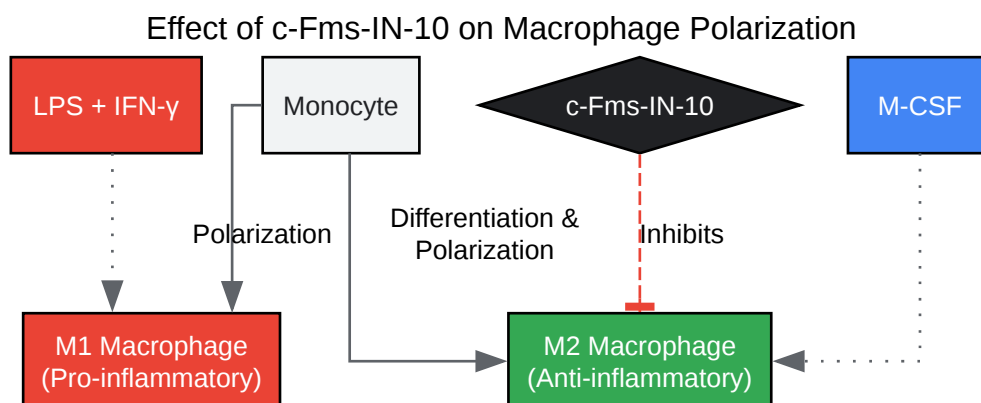 Effect of c-Fms-IN-10 on Macrophage Polarization
LPS + IFN-γ
Monocyte
c-Fms-IN-10
M-CSF
Polarization
Differentiation &
Polarization
Inhibits
M1 Macrophage
(Pro-inflammatory)
M2 Macrophage
(Anti-inflammatory)